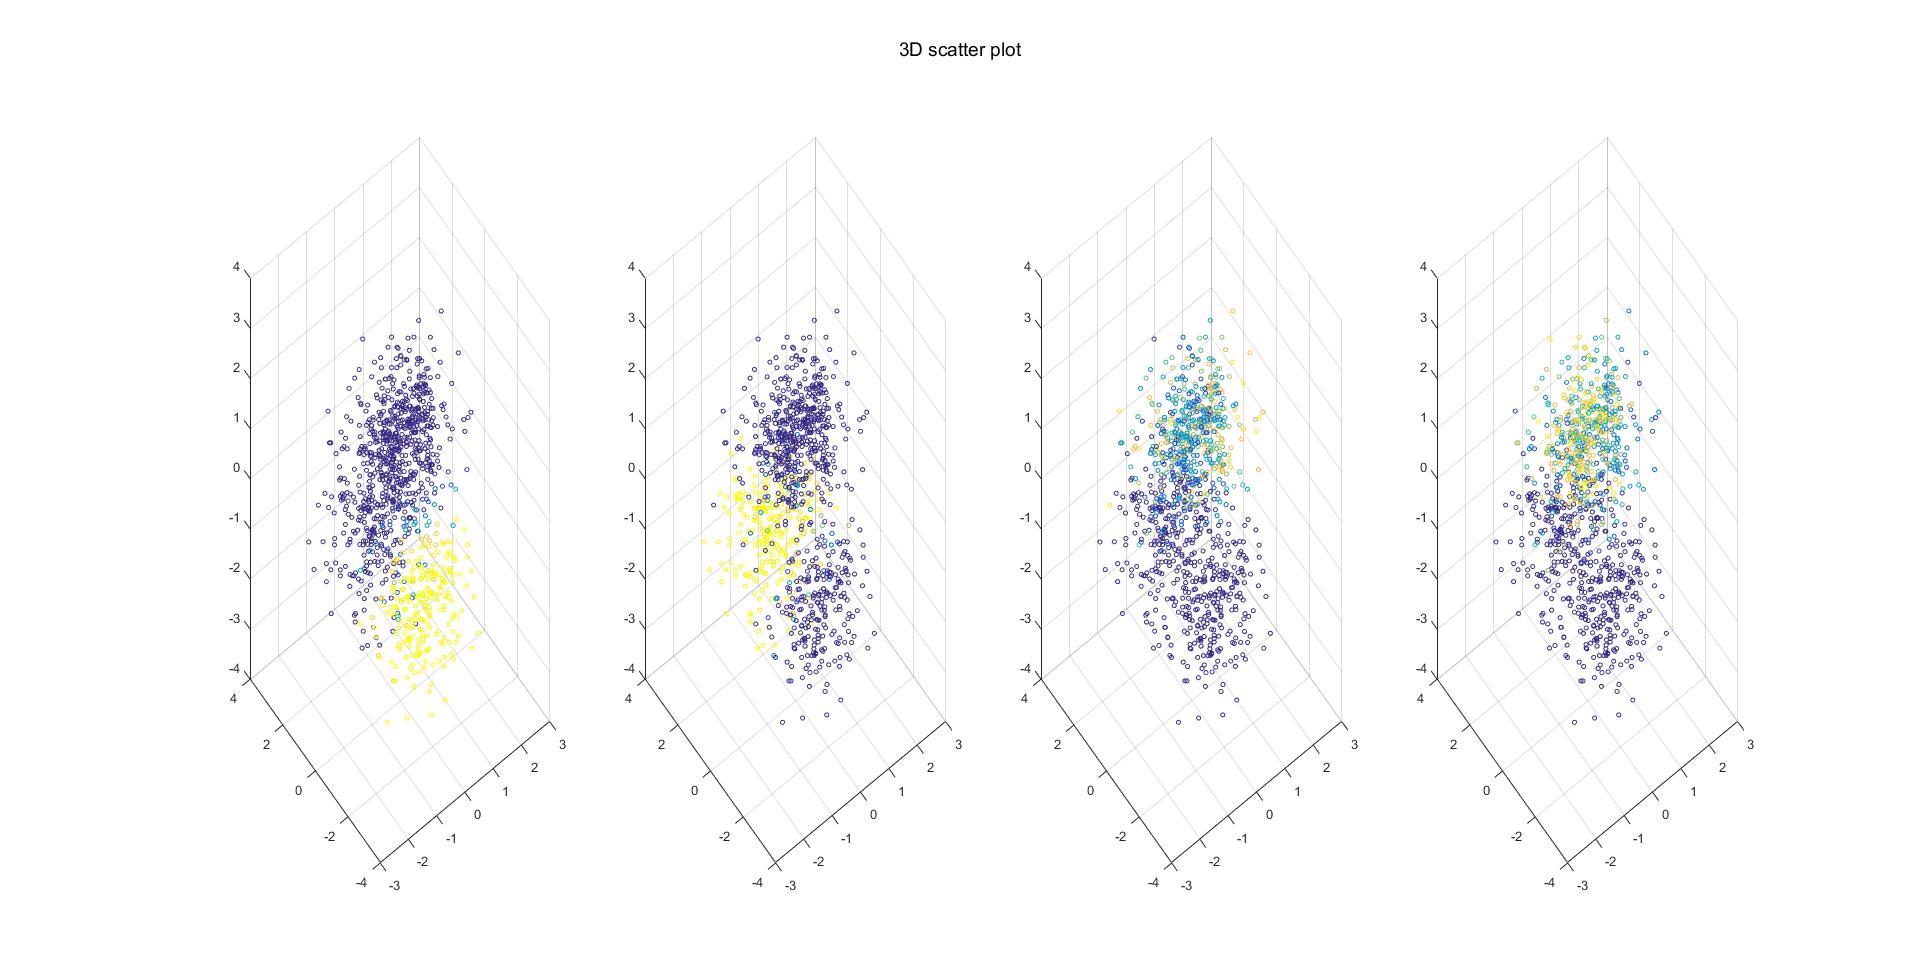 3D scatter plot
4 4 4 4
3 3 3 3
2 2 2 2
1 1 1 1
0 0 0 0
-1 -1 -1 -1
-2 -2 -2 -2
-3 -3 -3 -3
-4 -4 -4 -4
4 4 4 4
2 3 2 3 2 3 2 3
2 2 2 2
0 1 0 1 0 1 0 1
0 0 0 0
-2 -1 -2 -1 -2 -1 -2 -1
-2 -2 -2 -2
-4 -3 -4 -3 -4 -3 -4 -3